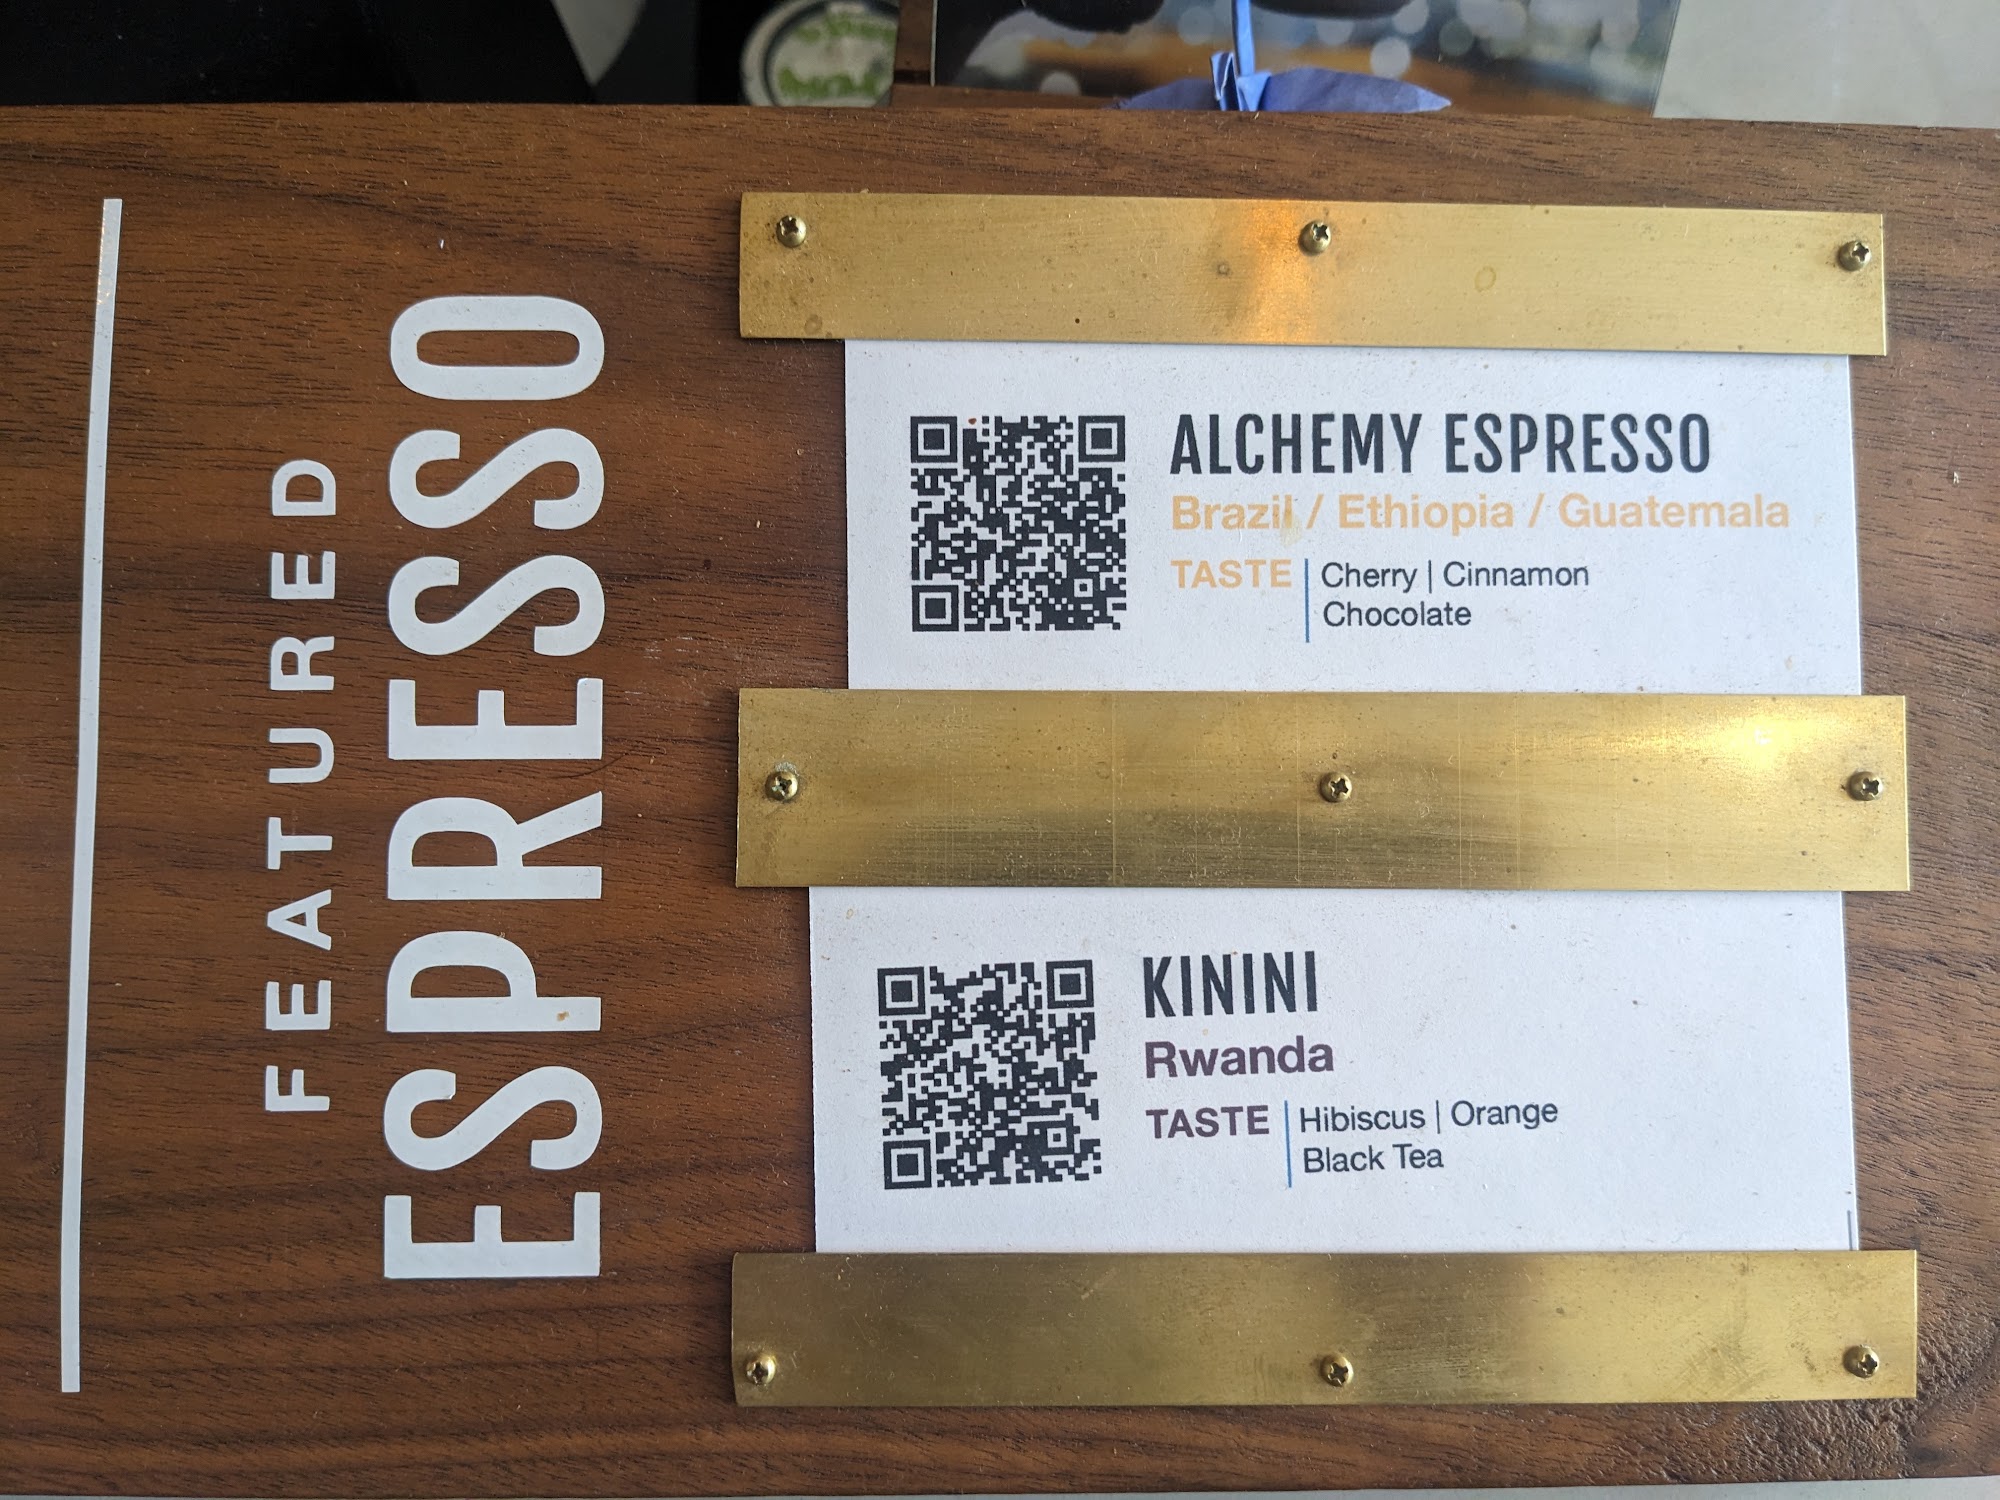 FEATURED
ESPRESSO
ALCHEMY ESPRESSO
Brazil / Ethiopia / Guatemala
TASTE | Cherry | Cinnamon
Chocolate
KININI
Rwanda
TASTE | Hibiscus | Orange
Black Tea